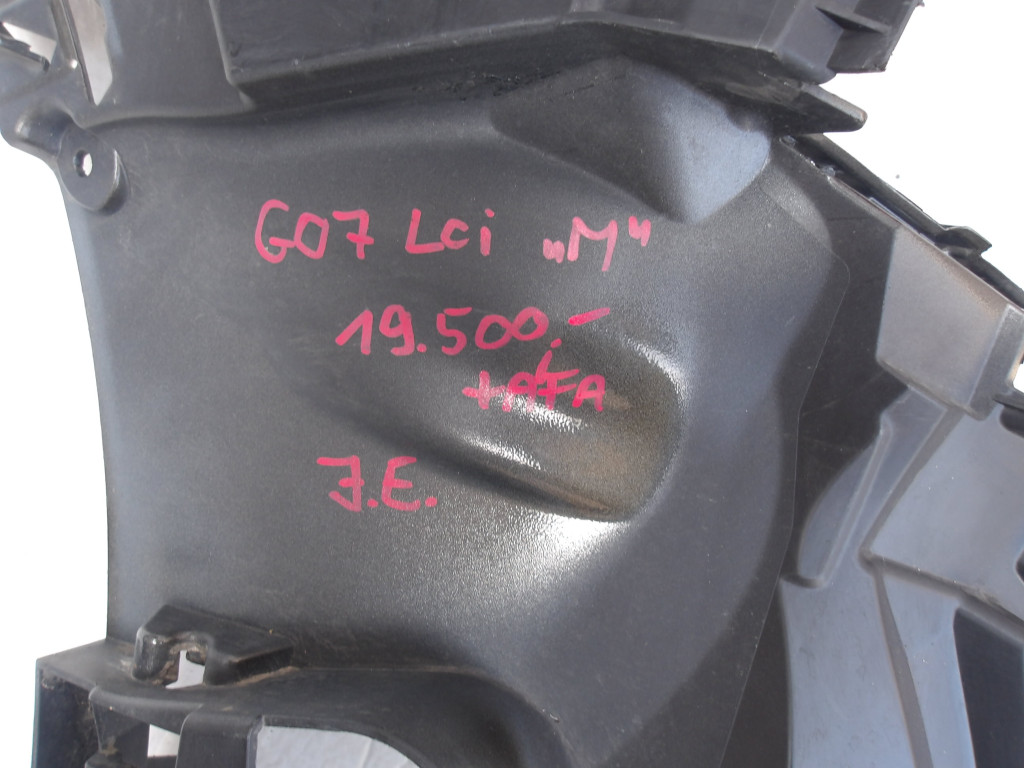 G07 Lci „M"
19.500,-
+ÁFA
J.E.